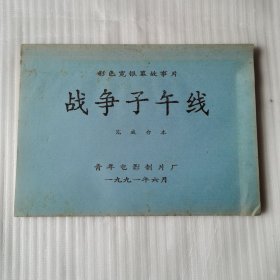 彩色宽银幕故事片
战争子午线
完成台本
青年电影制片厂
一九九一年六月